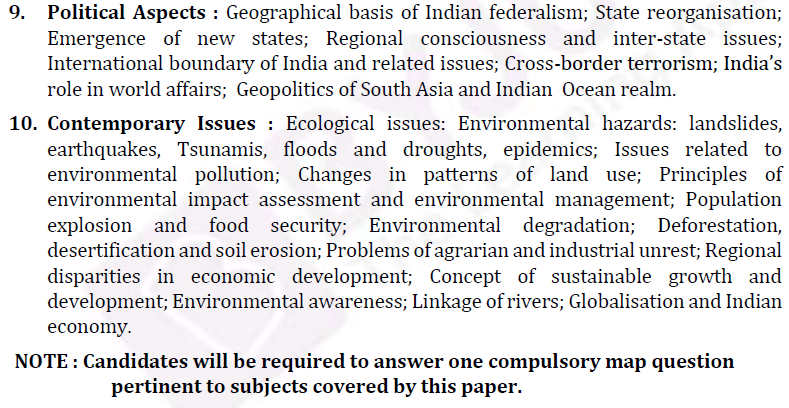 9. Political Aspects : Geographical basis of Indian federalism; State reorganisation;
Emergence of new states; Regional consciousness and inter-state issues;
International boundary of India and related issues; Cross-border terrorism; India’s
role in world affairs; Geopolitics of South Asia and Indian Ocean realm.
10. Contemporary Issues : Ecological issues: Environmental hazards: landslides,
earthquakes, Tsunamis, floods and droughts, epidemics; Issues related to
environmental pollution; Changes in patterns of land use; Principles of
environmental impact assessment and environmental management; Population
explosion and food security; Environmental degradation; Deforestation,
desertification and soil erosion; Problems of agrarian and industrial unrest; Regional
disparities in economic development; Concept of sustainable growth and
development; Environmental awareness; Linkage of rivers; Globalisation and Indian
economy.
NOTE : Candidates will be required to answer one compulsory map question
pertinent to subjects covered by this paper.